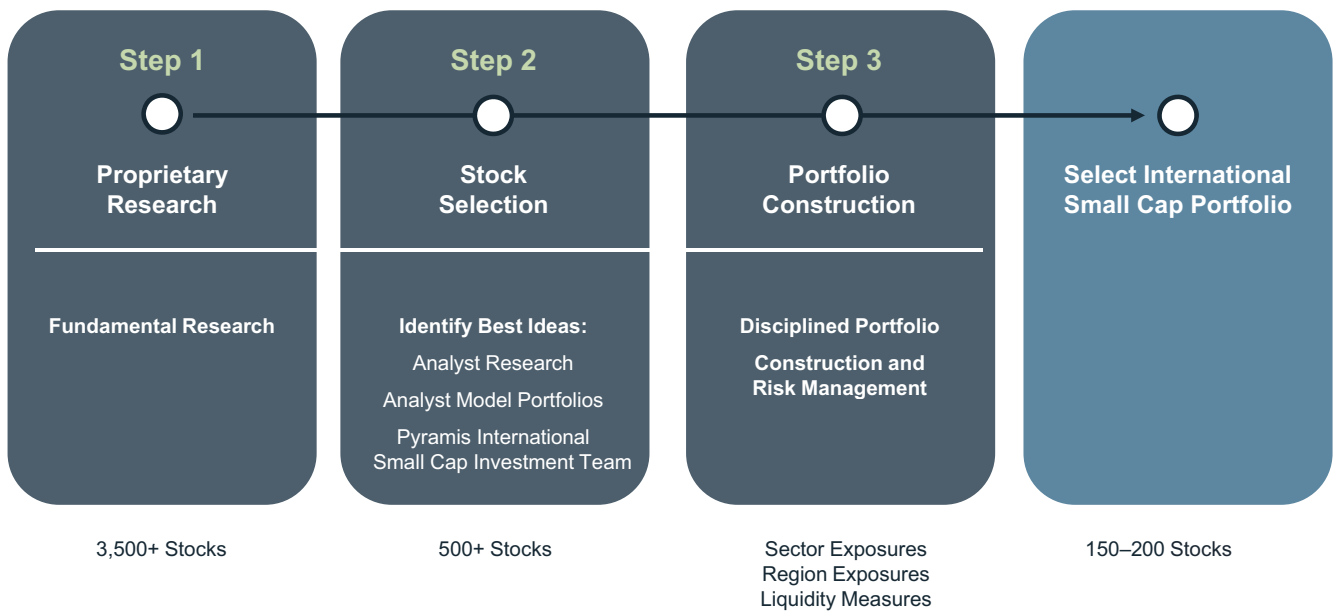 Step 1
Proprietary
Research
Fundamental Research
3,500+ Stocks
Step 2
Stock
Selection
Identify Best Ideas:
Analyst Research
Analyst Model Portfolios
Pyramis International
Small Cap Investment Team
500+ Stocks
Step 3
Portfolio
Construction
Disciplined Portfolio
Construction and
Risk Management
Sector Exposures
Region Exposures
Liquidity Measures
Select International
Small Cap Portfolio
150–200 Stocks